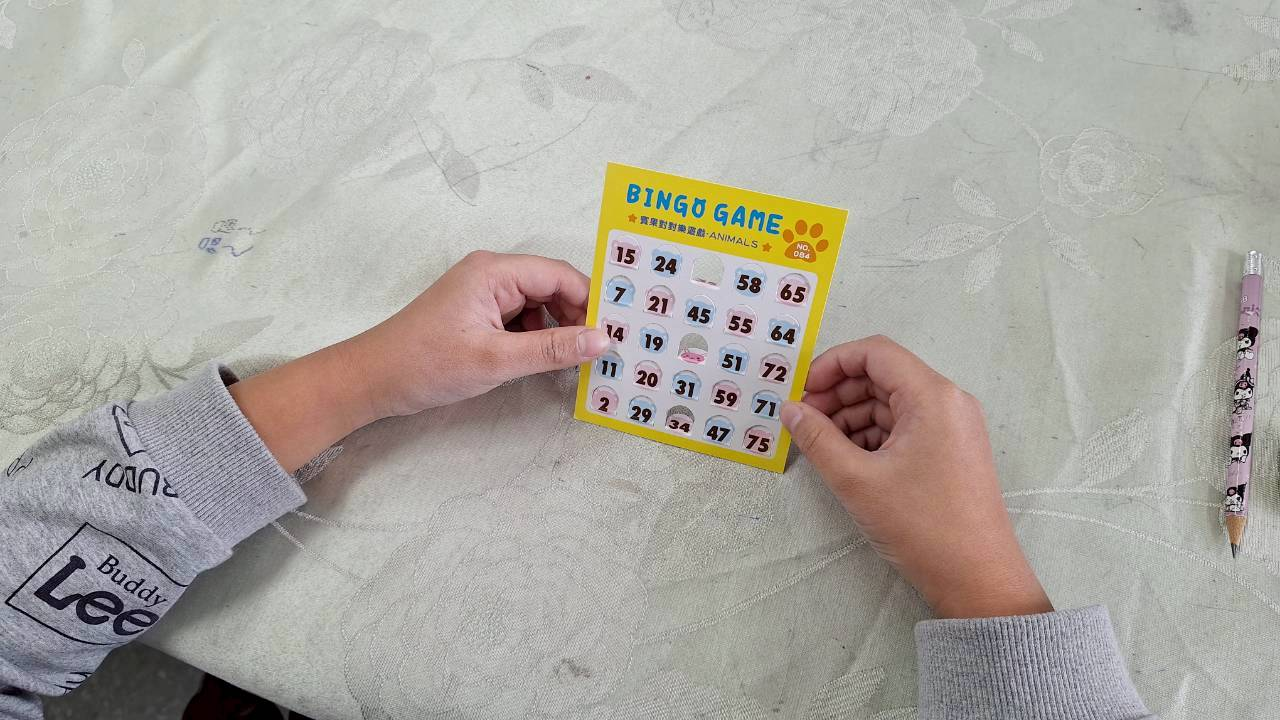 BINGO GAME
賓果對對樂遊戲·ANIMALS
NO.
084
15 24 58 65
7 21 45 55 64
14 19 51 72
11 20 31 59 71
2 29 34 47 75
BUDDY
Buddy
Lee